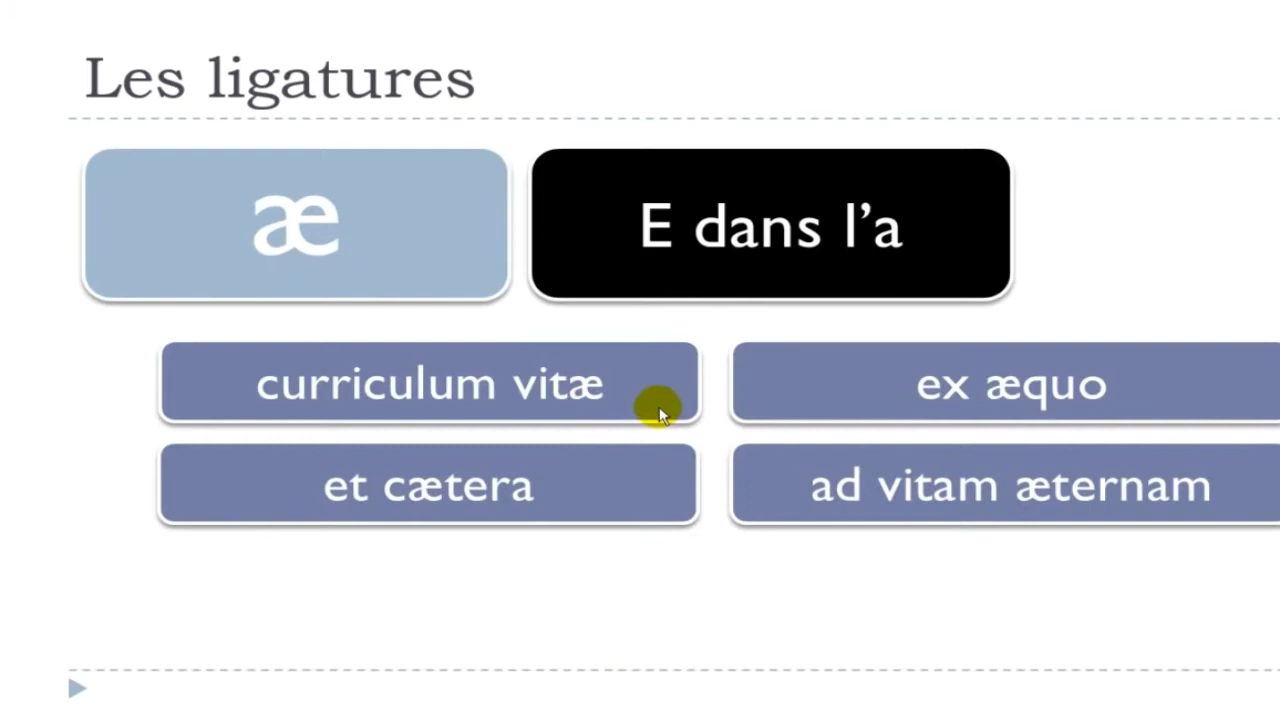 Les ligatures
æ
E dans l’a
curriculum vitæ
ex æquo
et cætera
ad vitam æternam